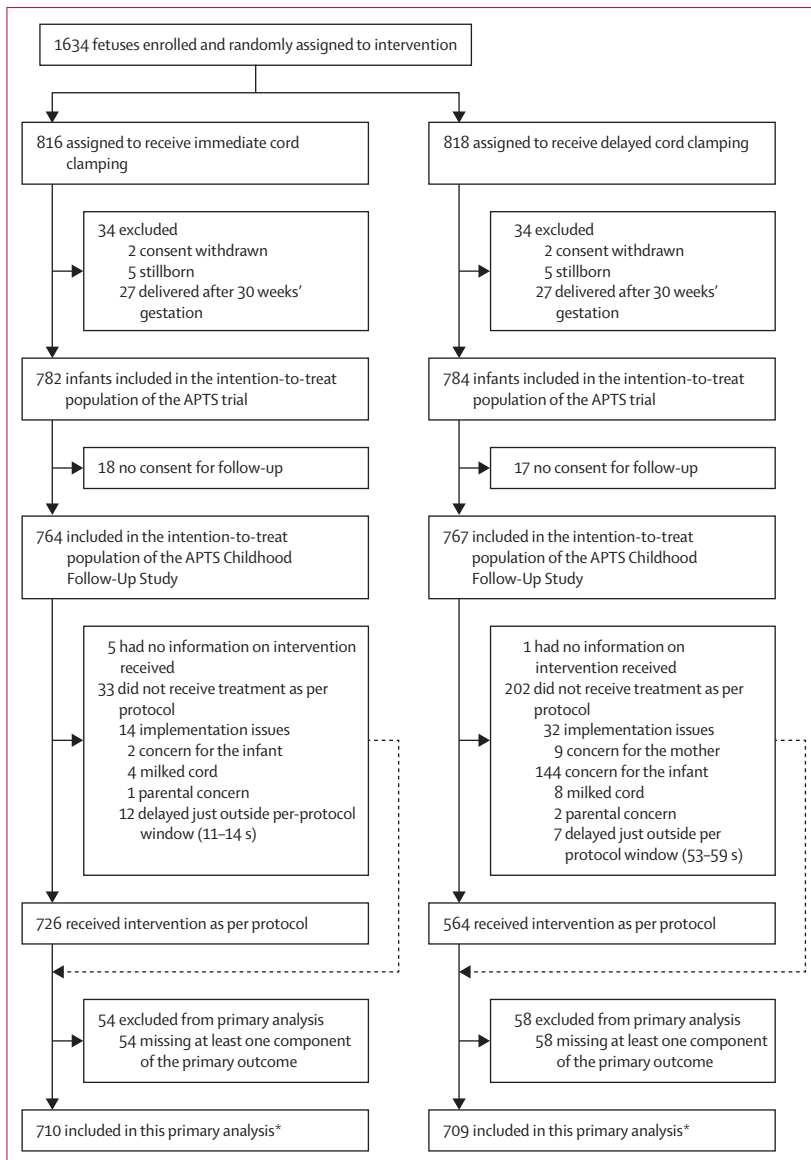 1634 fetuses enrolled and randomly assigned to intervention
816 assigned to receive immediate cord
clamping
818 assigned to receive delayed cord clamping
34 excluded
2 consent withdrawn
5 stillborn
27 delivered after 30 weeks’
gestation
34 excluded
2 consent withdrawn
5 stillborn
27 delivered after 30 weeks’
gestation
782 infants included in the intention-to-treat
population of the APTS trial
784 infants included in the intention-to-treat
population of the APTS trial
18 no consent for follow-up
17 no consent for follow-up
764 included in the intention-to-treat
population of the APTS Childhood
Follow-Up Study
767 included in the intention-to-treat
population of the APTS Childhood
Follow-Up Study
5 had no information on intervention
received
33 did not receive treatment as per
protocol
14 implementation issues
2 concern for the infant
4 milked cord
1 parental concern
12 delayed just outside per-protocol
window (11–14 s)
1 had no information on
intervention received
202 did not receive treatment as per
protocol
32 implementation issues
9 concern for the mother
144 concern for the infant
8 milked cord
2 parental concern
7 delayed just outside per
protocol window (53–59 s)
726 received intervention as per protocol
564 received intervention as per protocol
54 excluded from primary analysis
54 missing at least one component
of the primary outcome
58 excluded from primary analysis
58 missing at least one component
of the primary outcome
710 included in this primary analysis*
709 included in this primary analysis*